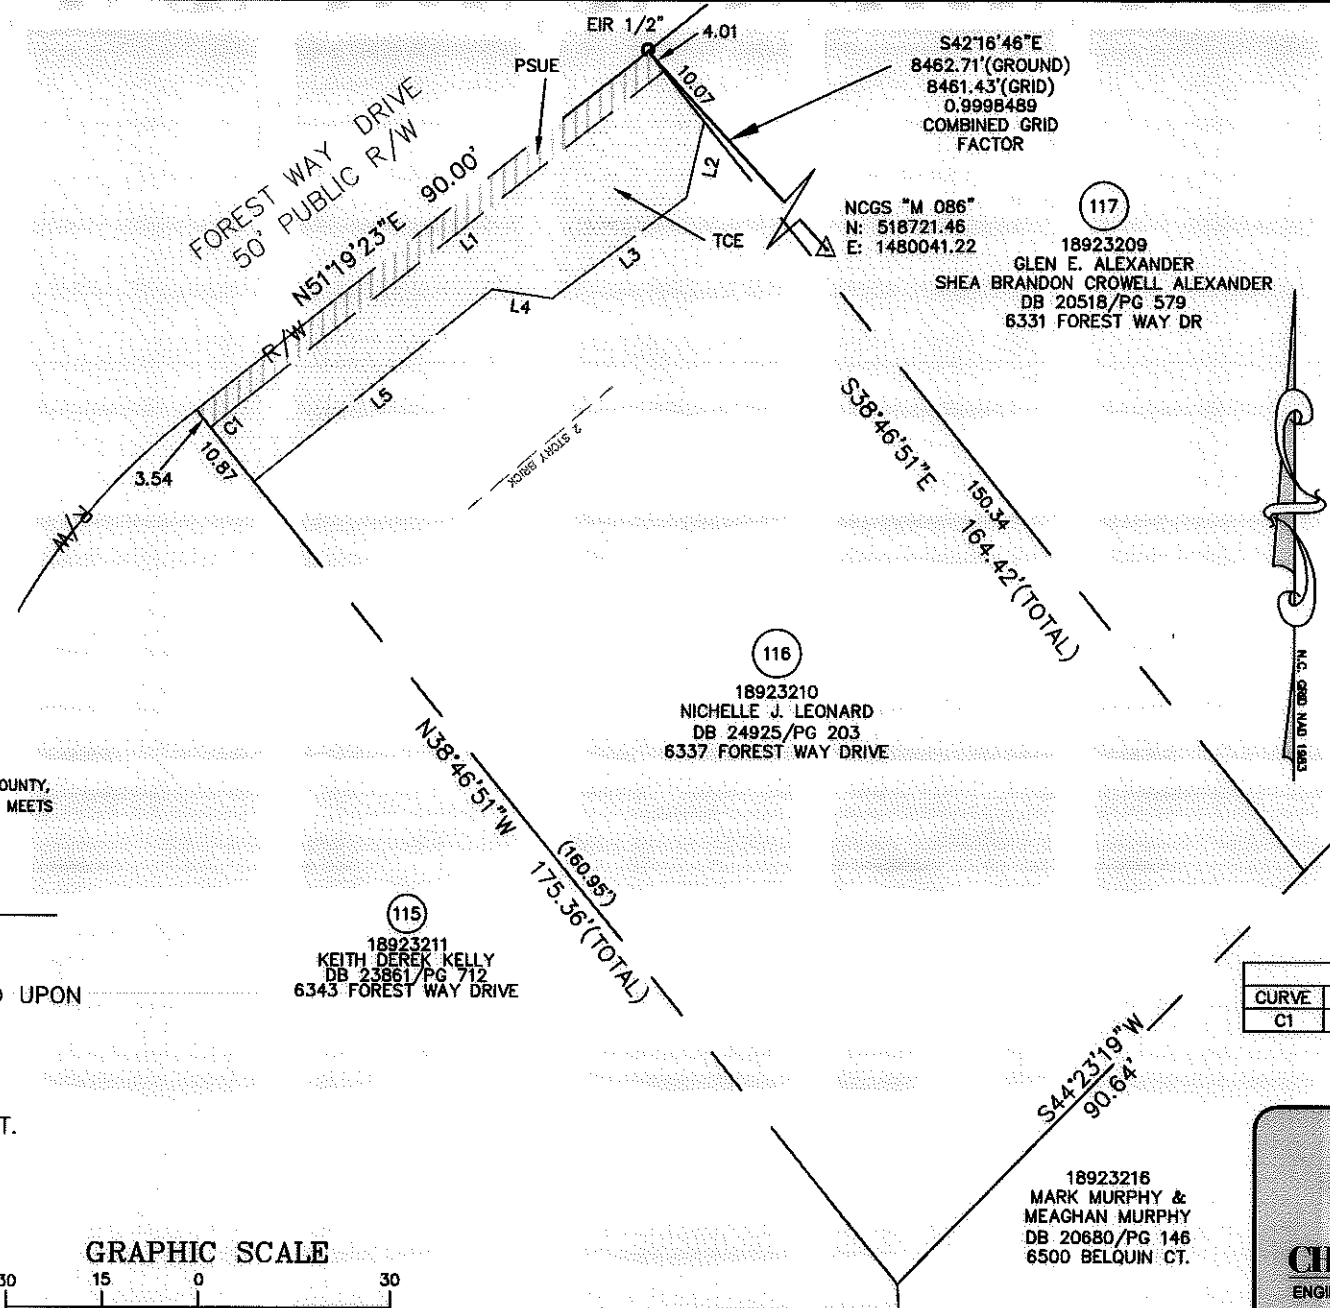 EIR 1/2"
4.01
PSUE
10.07
S42°16'46"E
8462.71'(GROUND)
8461.43'(GRID)
0.9998489
COMBINED GRID
FACTOR
FOREST WAY DRIVE
50' PUBLIC R/W
N51°19'23"E 90.00'
L1
L2
TCE
NCGS "M 086"
N: 518721.46
E: 1480041.22
117
18923209
GLEN E. ALEXANDER
SHEA BRANDON CROWELL ALEXANDER
DB 20518/PG 579
6331 FOREST WAY DR
L3
L4
R/W
L5
C1
10.87
3.54
R/W
2 STORY BRICK
S38°46'51"E
150.34
164.42'(TOTAL)
N.C. GRID NAD 1983
116
18923210
NICHELLE J. LEONARD
DB 24925/PG 203
6337 FOREST WAY DRIVE
N38°46'51"W
(160.95')
175.36'(TOTAL)
OUNTY,
MEETS
115
18923211
KEITH DEREK KELLY
DB 23861/PG 712
6343 FOREST WAY DRIVE
UPON
CURVE
C1
S44°23'19"W
90.64'
T.
18923216
MARK MURPHY &
MEAGHAN MURPHY
DB 20680/PG 146
6500 BELQUIN CT.
GRAPHIC SCALE
30 15 0 30
CH
ENGI